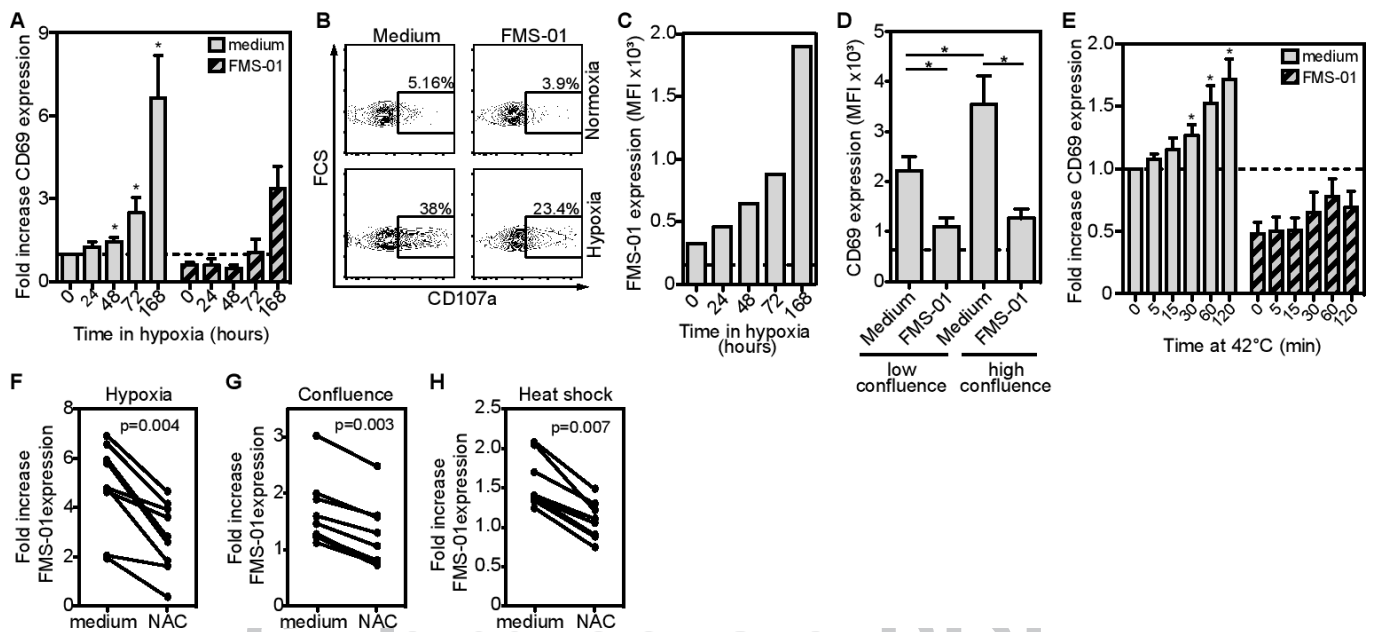 A
Fold increase CD69 expression
9
6
3
0
medium
FMS-01
*
*
*
*
0 24 48 72 168 0 24 48 72 168
Time in hypoxia (hours)
B
Medium FMS-01
5.16% 3.9%
Normoxia
38% 23.4%
Hypoxia
FCS
CD107a
C
FMS-01 expression (MFI x10³)
2.0
1.5
1.0
0.5
0
0 24 48 72 168
Time in hypoxia
(hours)
D
CD69 expression (MFI x10³)
5
4
3
2
1
0
*
* *
Medium FMS-01 Medium FMS-01
low
confluence
high
confluence
E
Fold increase CD69 expression
2.0
1.5
1.0
0.5
0
medium
FMS-01
*
*
*
0 5 15 30 60 120 0 5 15 30 60 120
Time at 42°C (min)
F
Hypoxia
p=0.004
Fold increase
FMS-01expression
8
6
4
2
0
medium NAC
G
Confluence
p=0.003
Fold increase
FMS-01expression
3
2
1
0
medium NAC
H
Heat shock
p=0.007
Fold increase
FMS-01expression
2.5
2.0
1.5
1.0
0.5
0
medium NAC